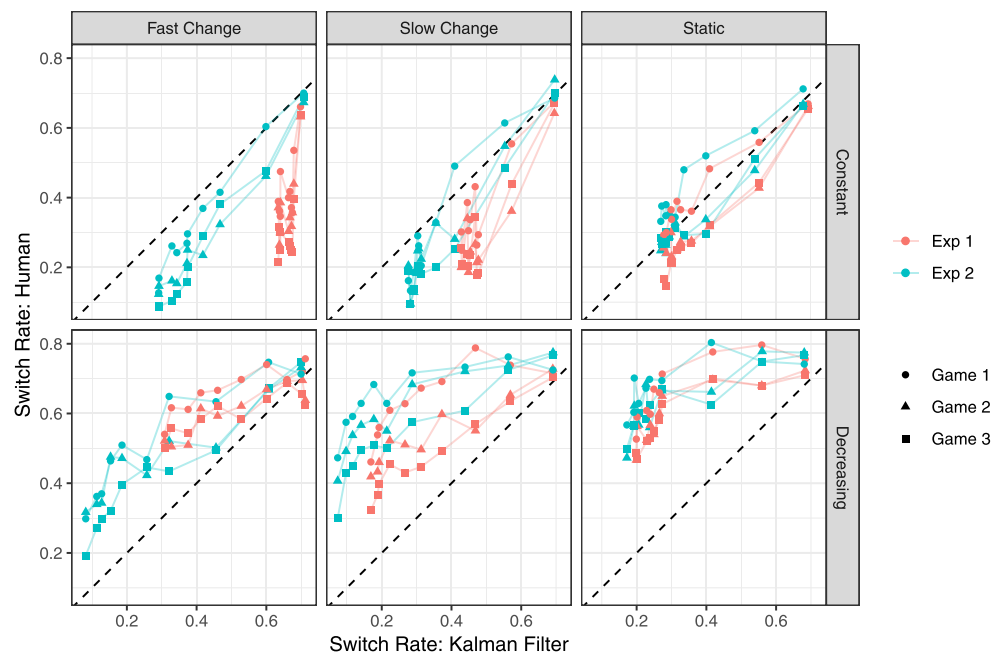 Fast Change
Slow Change
Static
0.8
0.6
0.4
0.2
Constant
0.8
0.6
0.4
0.2
Decreasing
Switch Rate: Human
0.2 0.4 0.6
0.2 0.4 0.6
0.2 0.4 0.6
Switch Rate: Kalman Filter
Exp 1
Exp 2
Game 1
Game 2
Game 3